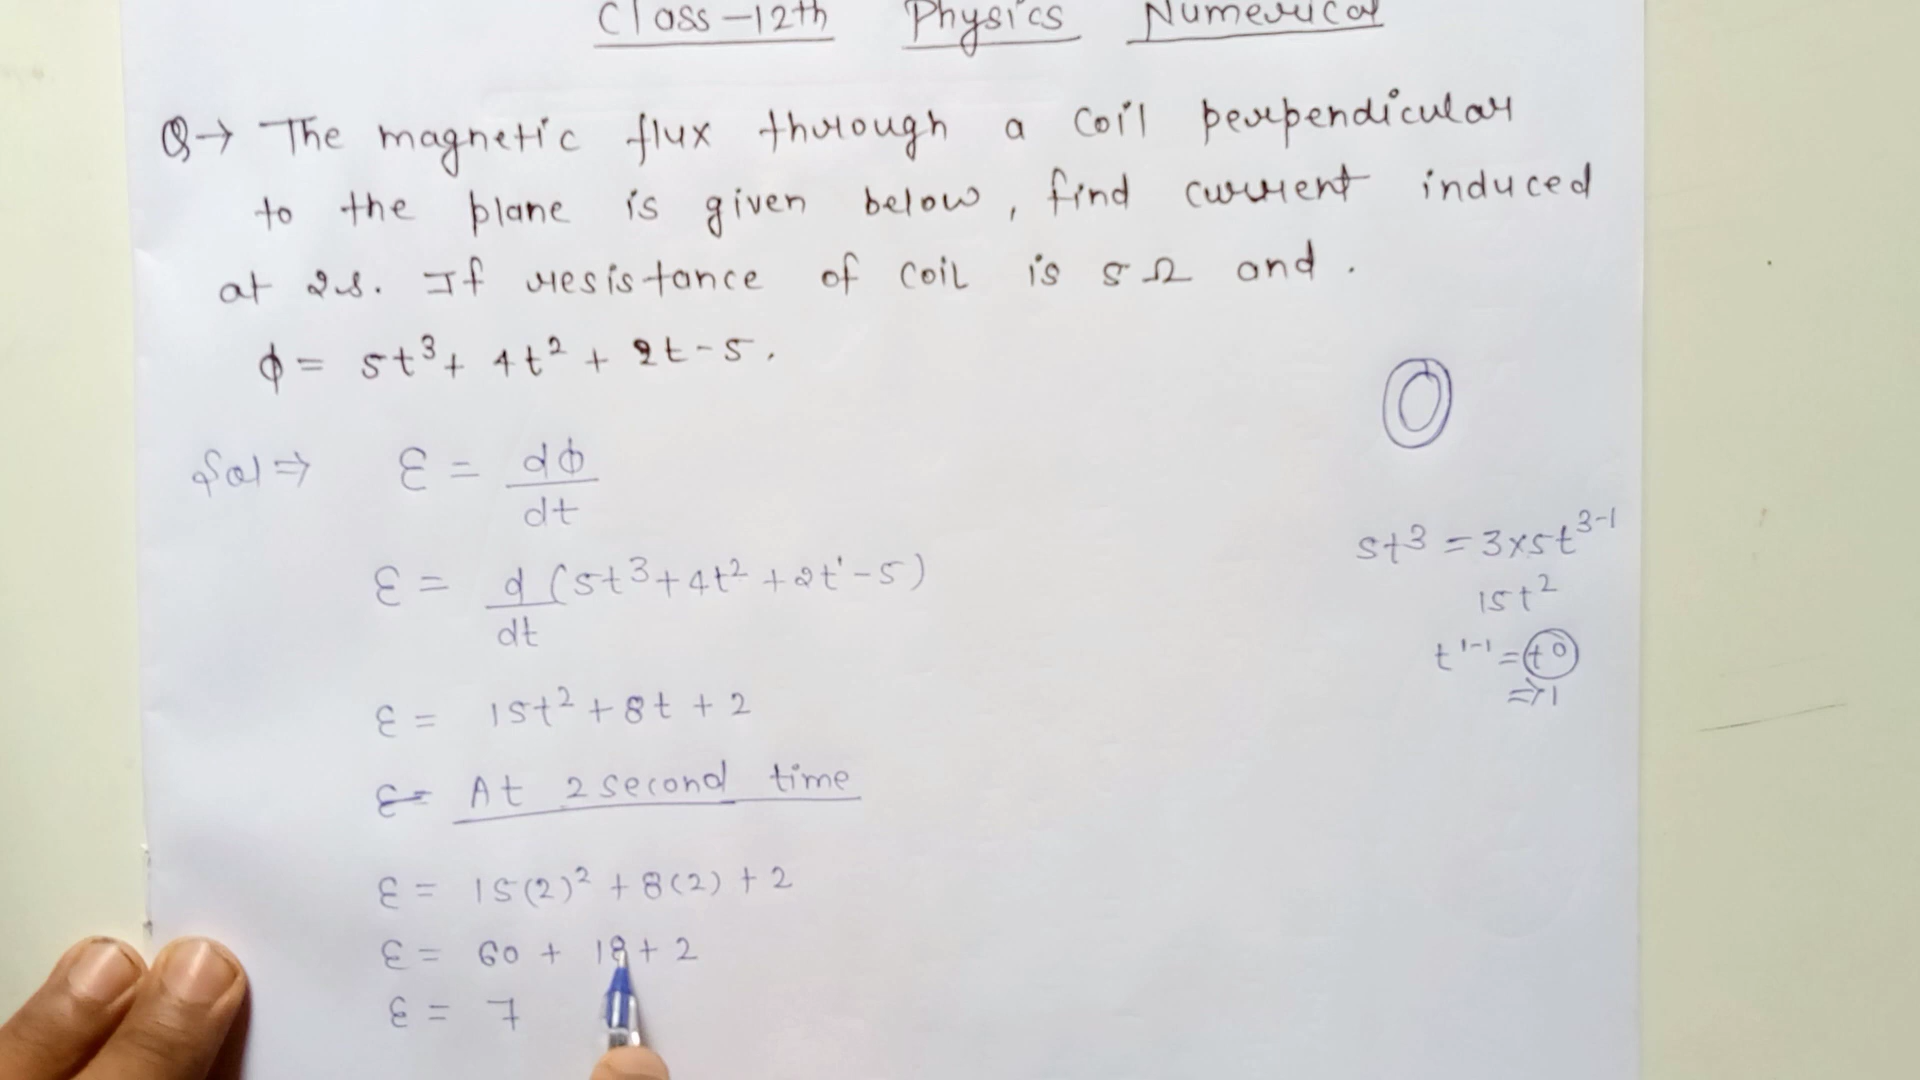 Class-12th Physics Numerical
Q→ The magnetic flux through a coil perpendicular
to the plane is given below, find current induced
at 2s. If resistance of coil is 5Ω and.
ϕ = 5t³ + 4t² + 2t - 5.
Sol ⇒ Ɛ = dϕ/dt
Ɛ = d/dt (5t³ + 4t² + 2t¹ - 5)
Ɛ = 15t² + 8t + 2
Ɛ= At 2 second time
Ɛ = 15(2)² + 8(2) + 2
Ɛ = 60 + 18 + 2
Ɛ = 7
5t³ = 3×5t³⁻¹
15t²
t¹⁻¹ = t⁰
⇒ 1